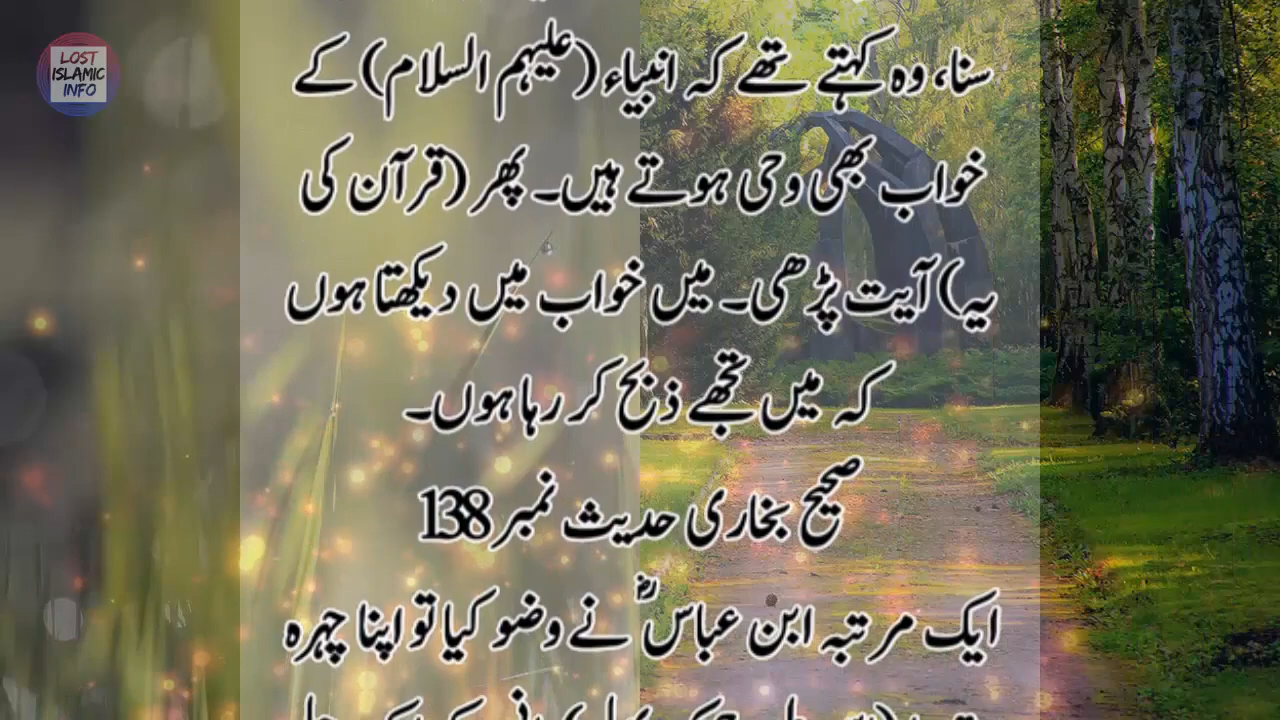 LOST
ISLAMIC
INFO
سنا، وہ کہتے تھے کہ انبیاء (علیہم السلام) کے
خواب بھی وحی ہوتے ہیں۔ پھر (قرآن کی
یہ) آیت پڑھی۔ میں خواب میں دیکھتا ہوں
کہ میں تجھے ذبح کر رہا ہوں۔
صحیح بخاری حدیث نمبر 138
ایک مرتبہ ابن عباسؓ نے وضو کیا تو اپنا چہرہ